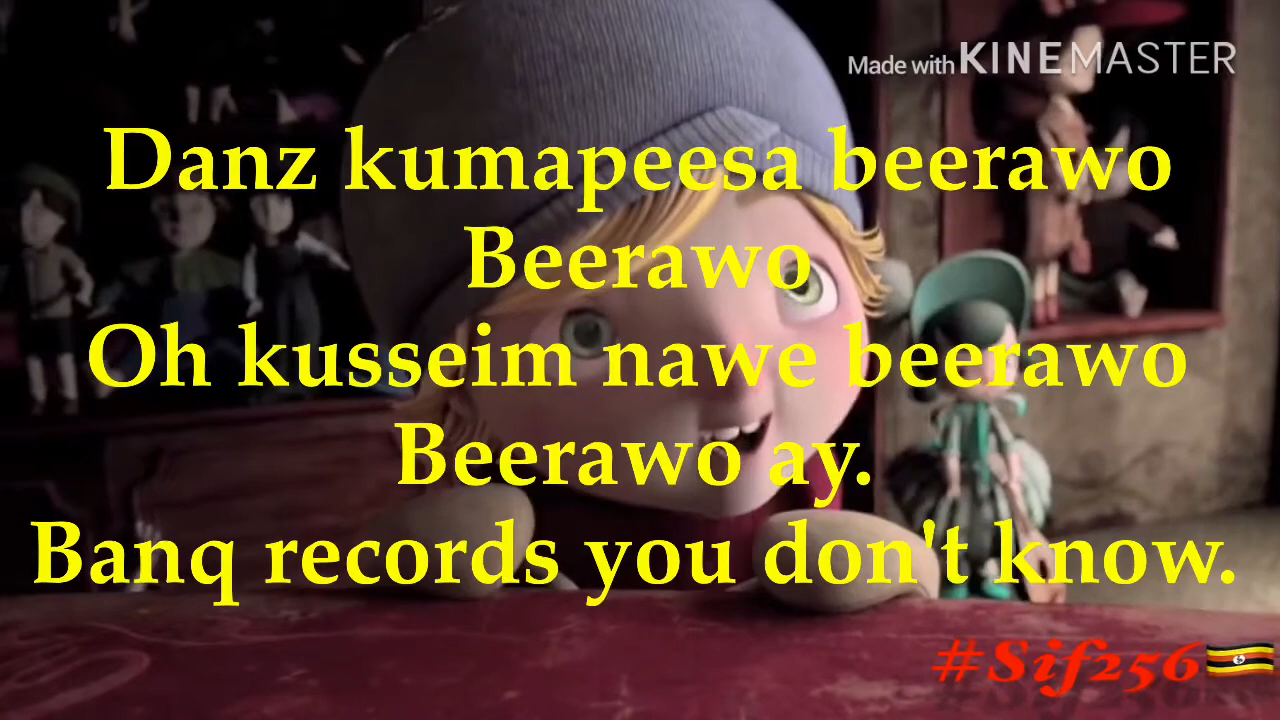 Made with KINEMASTER
Danz kumapeesa beerawo
Beerawo
Oh kusseim nawe beerawo
Beerawo ay.
Banq records you don't know.
#Sif256